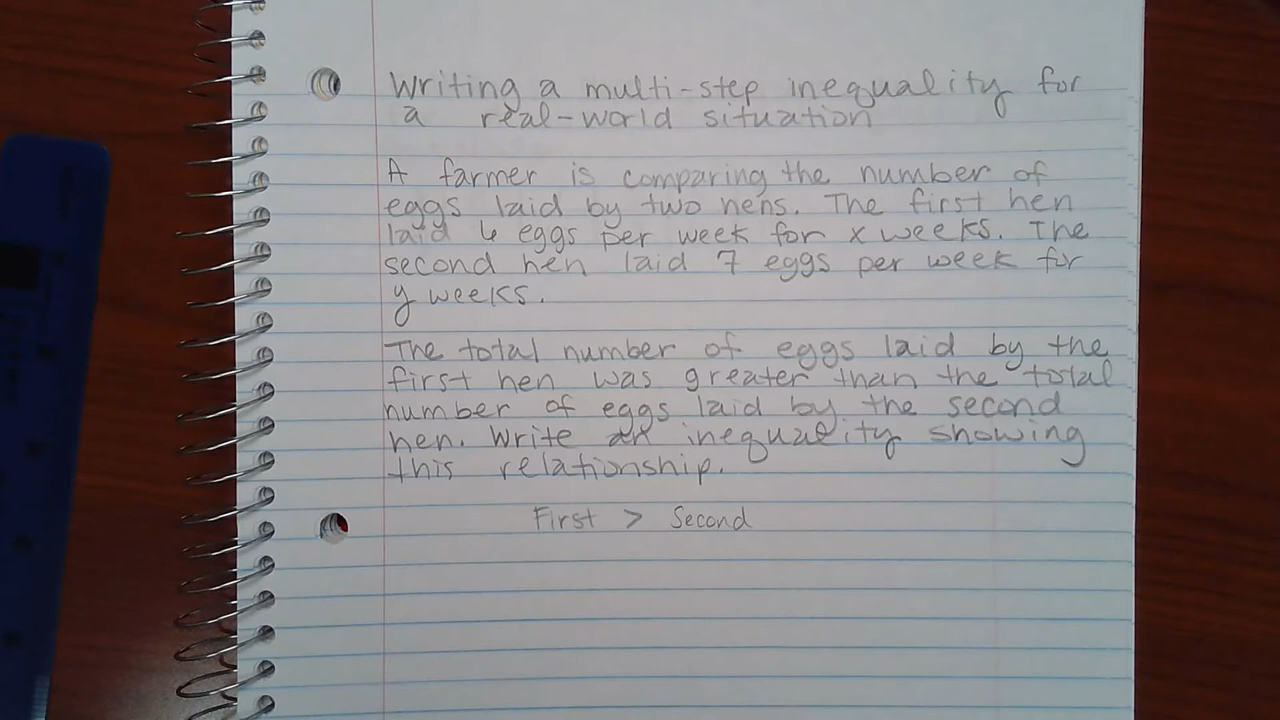 Writing a multi-step inequality for
a real-world situation
A farmer is comparing the number of
eggs laid by two hens. The first hen
laid 6 eggs per week for x weeks. The
second hen laid 7 eggs per week for
y weeks.
The total number of eggs laid by the
first hen was greater than the total
number of eggs laid by the second
hen. Write an inequality showing
this relationship.
First > Second